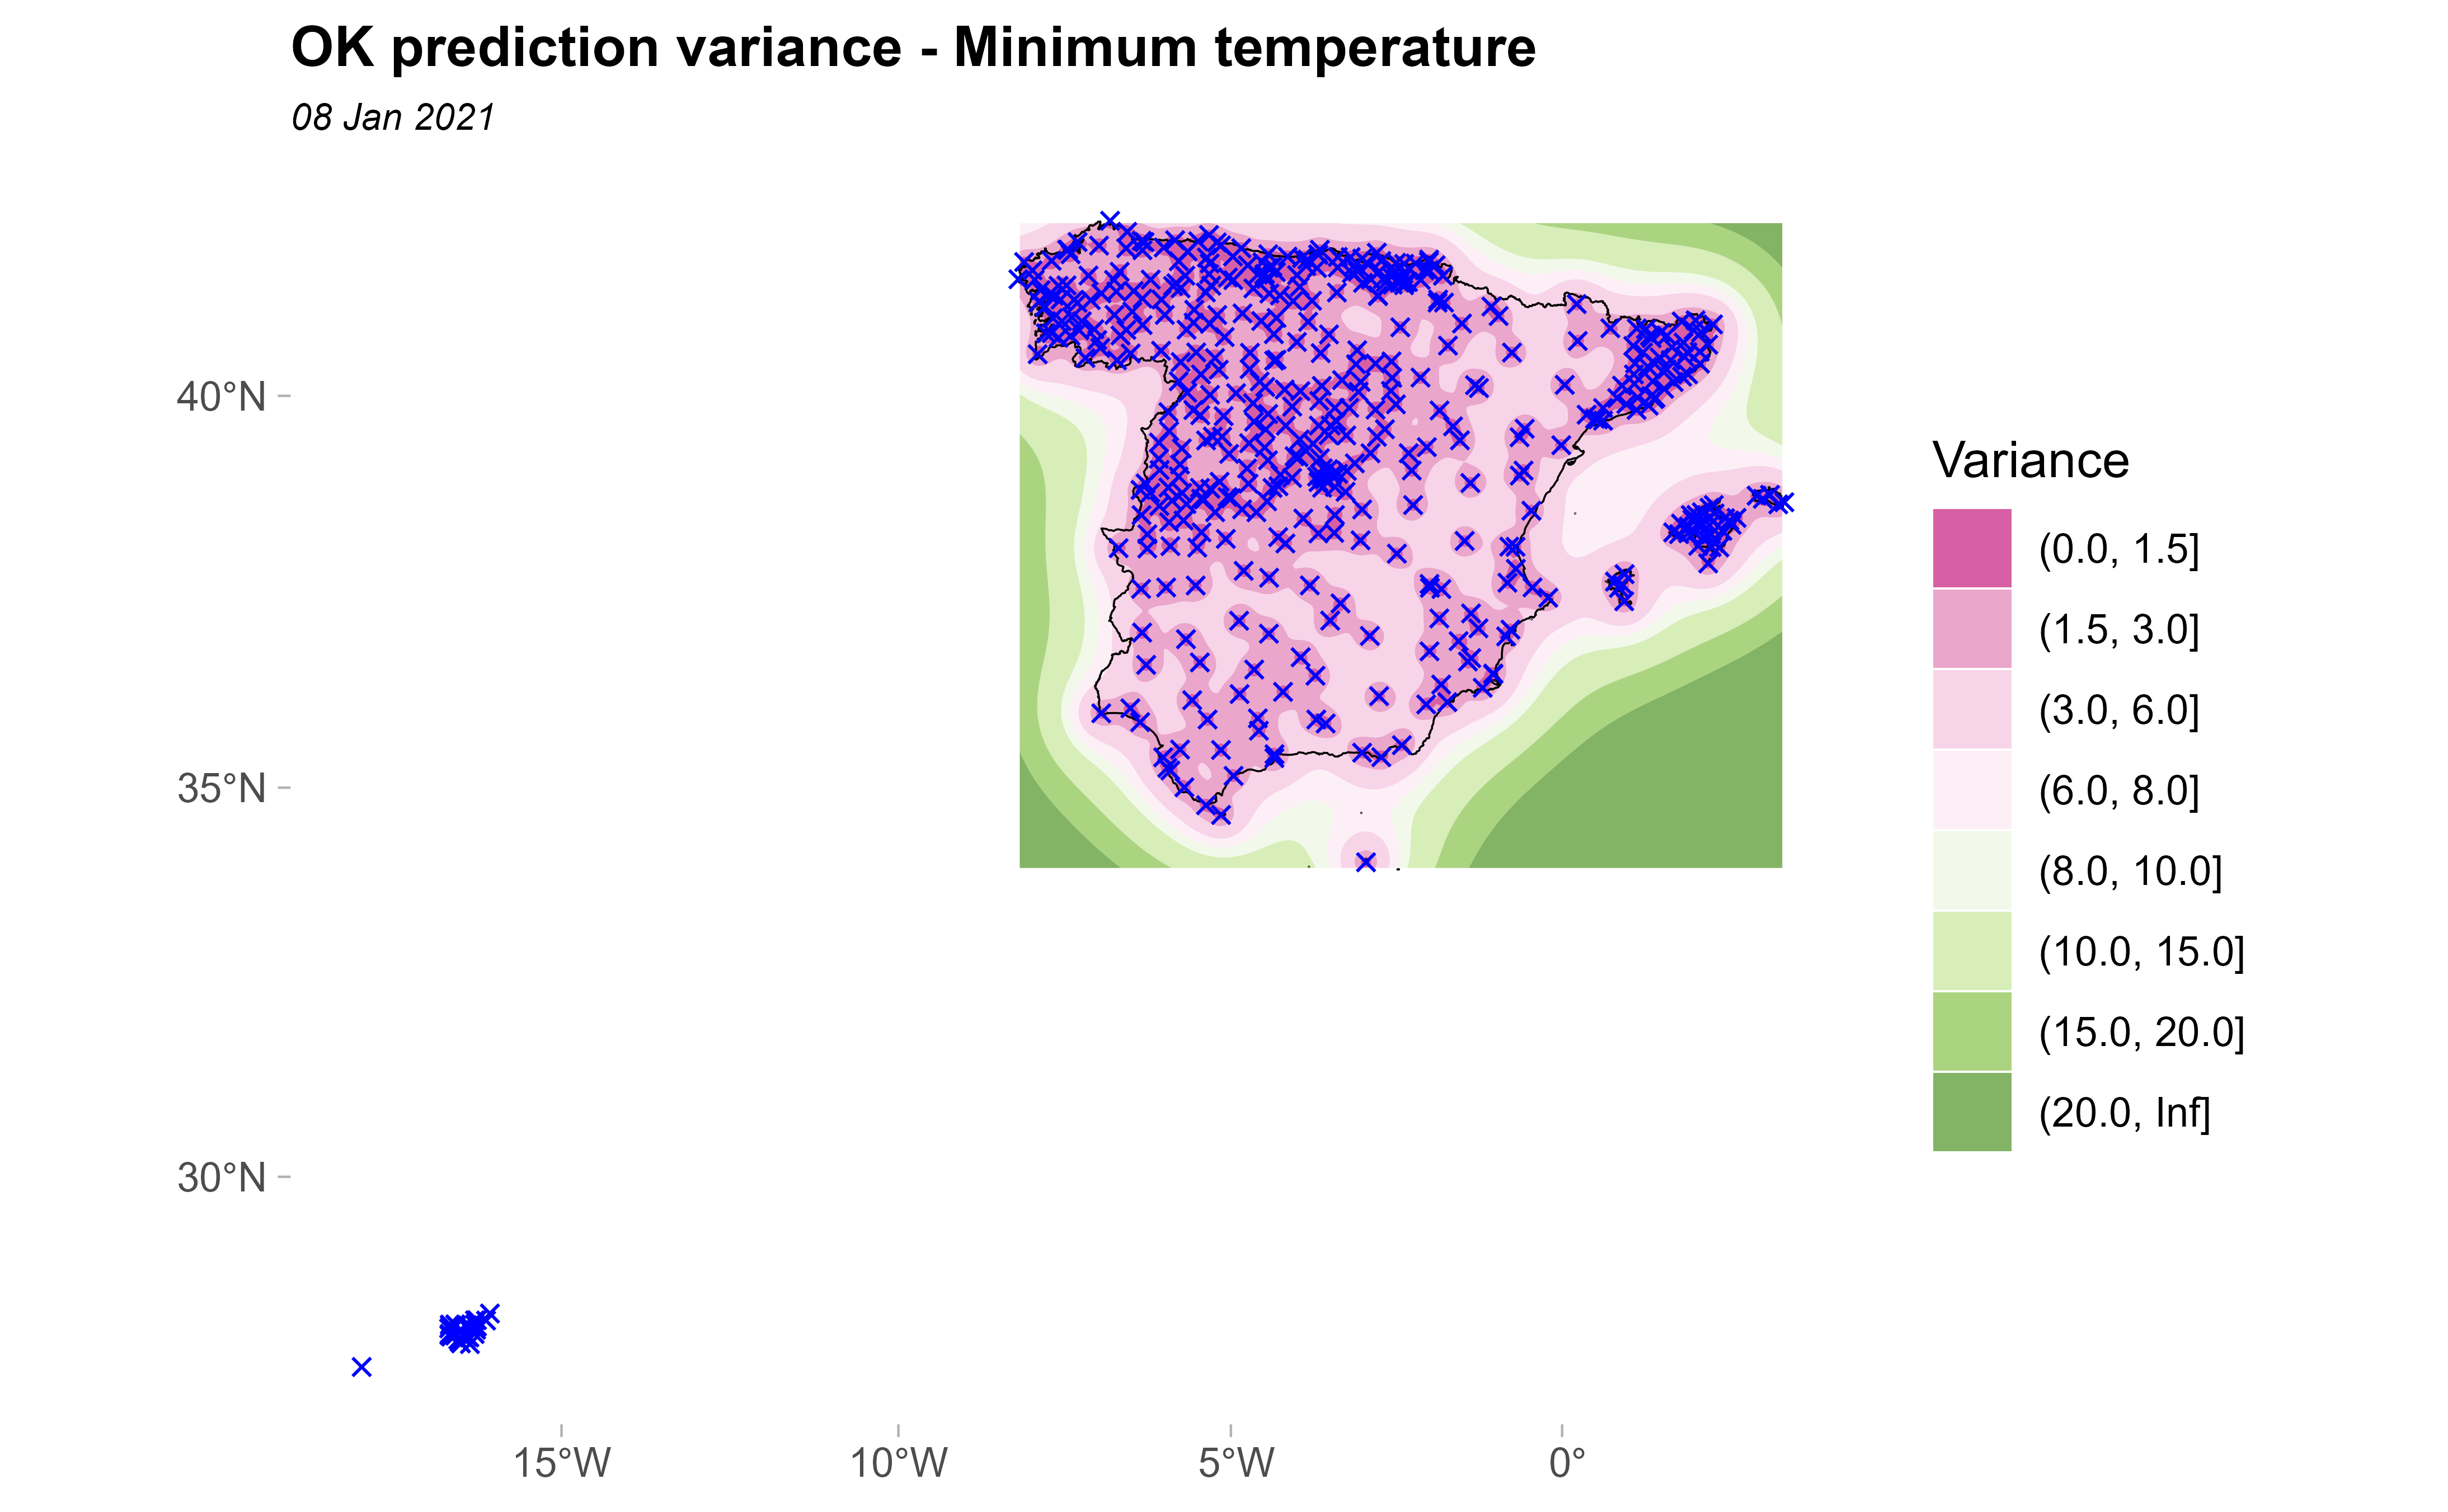 OK prediction variance - Minimum temperature
08 Jan 2021
40°N
35°N
30°N
15°W
10°W
5°W
0°
Variance
(0.0, 1.5]
(1.5, 3.0]
(3.0, 6.0]
(6.0, 8.0]
(8.0, 10.0]
(10.0, 15.0]
(15.0, 20.0]
(20.0, Inf]